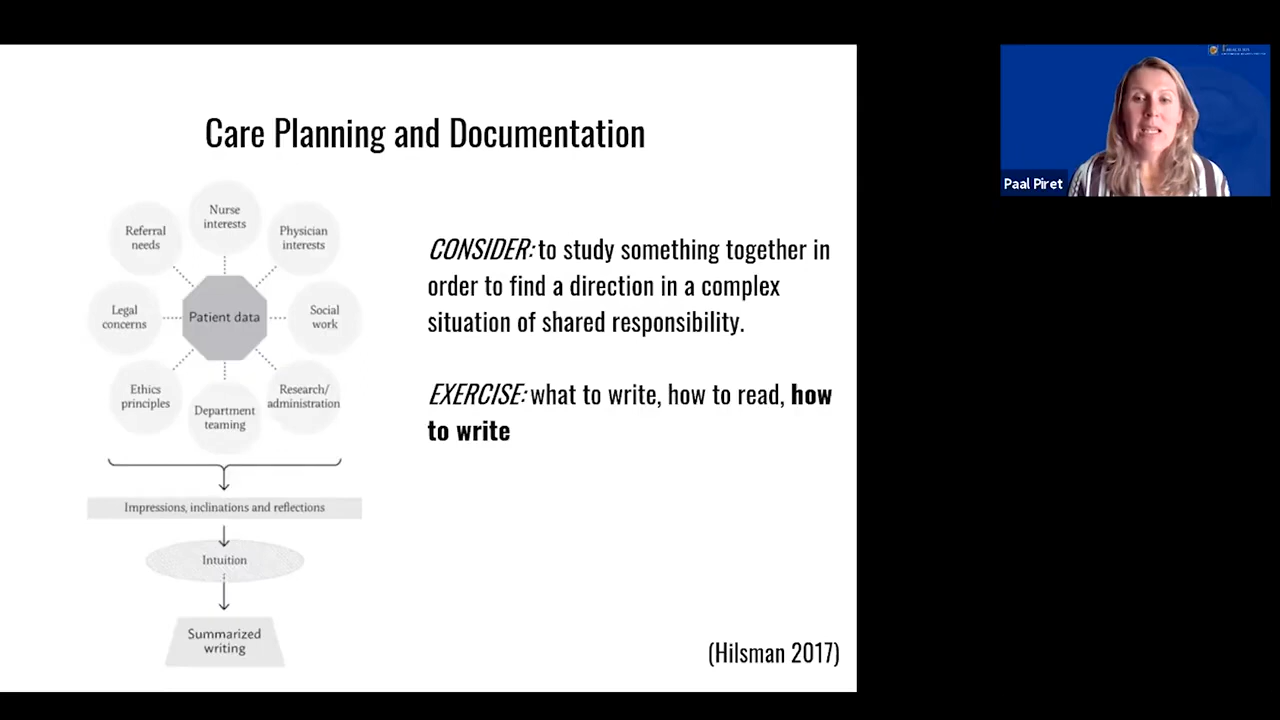 Care Planning and Documentation
Nurse
interests
Referral
needs
Physician
interests
Legal
concerns
Patient data
Social
work
Ethics
principles
Research/
administration
Department
teaming
Impressions, inclinations and reflections
Intuition
Summarized
writing
CONSIDER: to study something together in
order to find a direction in a complex
situation of shared responsibility.
EXERCISE: what to write, how to read, how
to write
(Hilsman 2017)
Paal Piret